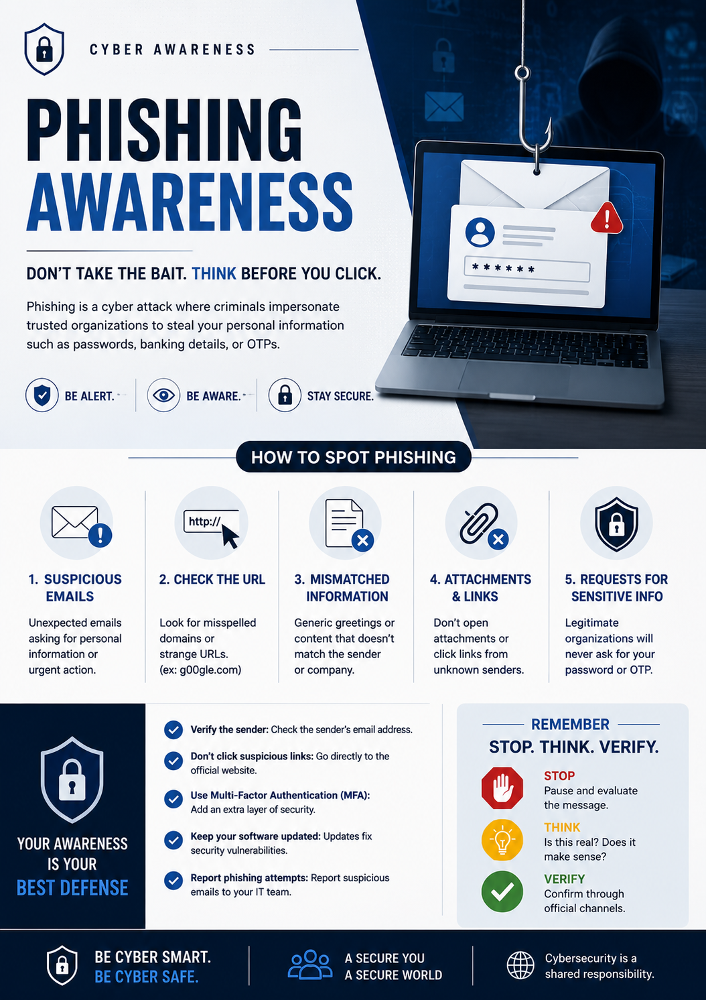 CYBER AWARENESS
PHISHING
AWARENESS
DON'T TAKE THE BAIT. THINK BEFORE YOU CLICK.
Phishing is a cyber attack where criminals impersonate
trusted organizations to steal your personal information
such as passwords, banking details, or OTPs.
BE ALERT.
BE AWARE.
STAY SECURE.
******
HOW TO SPOT PHISHING
http://
1. SUSPICIOUS
EMAILS
Unexpected emails
asking for personal
information or
urgent action.
2. CHECK THE URL
Look for misspelled
domains or
strange URLs.
(ex: g00gle.com)
3. MISMATCHED
INFORMATION
Generic greetings or
content that doesn't
match the sender
or company.
4. ATTACHMENTS
& LINKS
Don't open
attachments or
click links from
unknown senders.
5. REQUESTS FOR
SENSITIVE INFO
Legitimate
organizations will
never ask for your
password or OTP.
YOUR AWARENESS
IS YOUR
BEST DEFENSE
Verify the sender: Check the sender's email address.
Don't click suspicious links: Go directly to the
official website.
Use Multi-Factor Authentication (MFA):
Add an extra layer of security.
Keep your software updated: Updates fix
security vulnerabilities.
Report phishing attempts: Report suspicious
emails to your IT team.
REMEMBER
STOP. THINK. VERIFY.
STOP
Pause and evaluate
the message.
THINK
Is this real? Does it
make sense?
VERIFY
Confirm through
official channels.
BE CYBER SMART.
BE CYBER SAFE.
A SECURE YOU
A SECURE WORLD
Cybersecurity is a
shared responsibility.